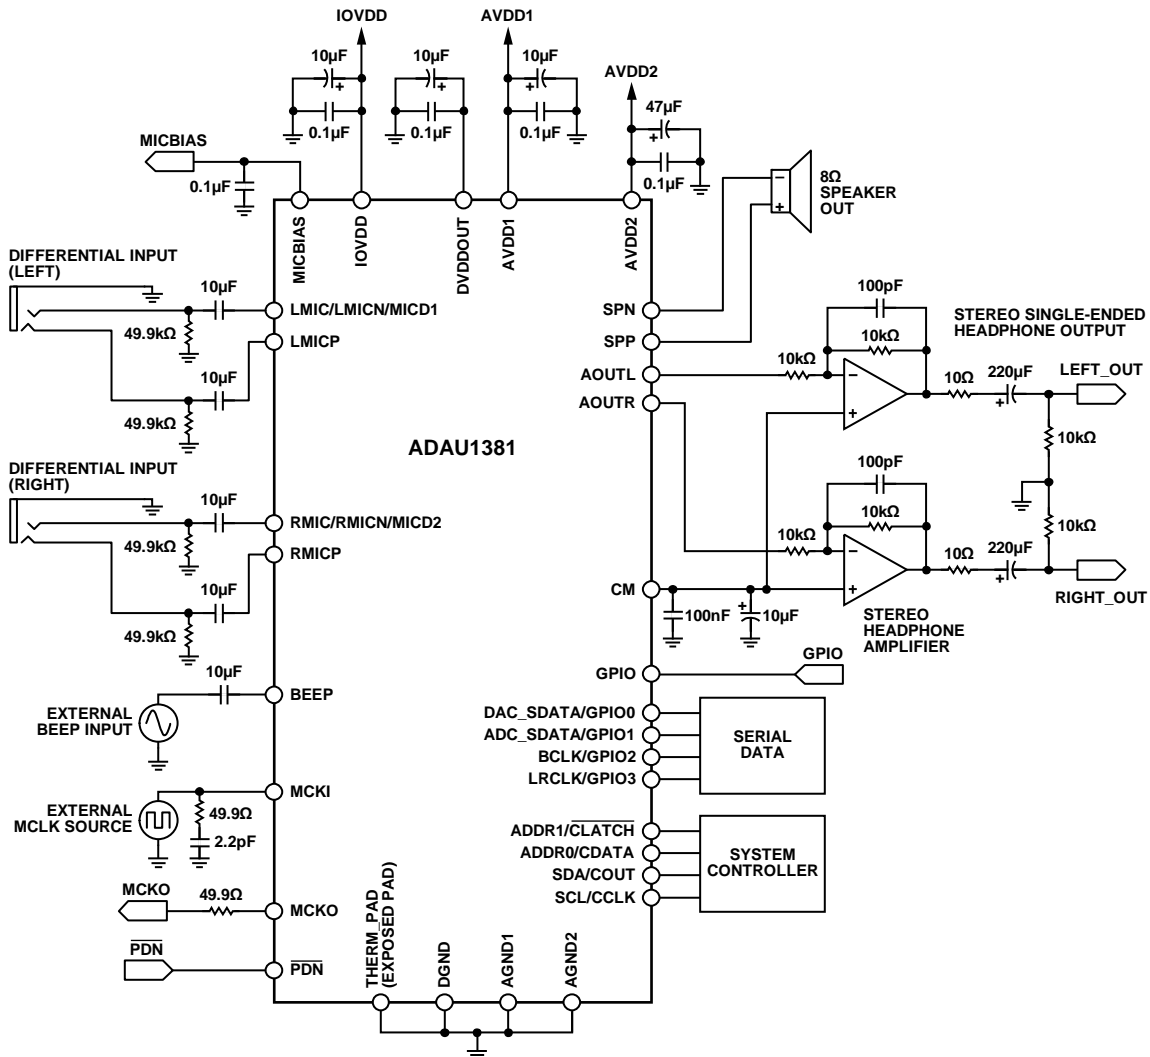 IOVDD
AVDD1
AVDD2
10µF
10µF
10µF
47µF
0.1µF
0.1µF
0.1µF
0.1µF
MICBIAS
0.1µF
8Ω
SPEAKER
OUT
MICBIAS
IOVDD
DVDDOUT
AVDD1
AVDD2
DIFFERENTIAL INPUT
(LEFT)
10µF
49.9kΩ
10µF
49.9kΩ
LMIC/LMICN/MICD1
LMICP
SPN
SPP
AOUTL
AOUTR
ADAU1381
100pF
10kΩ
10kΩ
STEREO SINGLE-ENDED
HEADPHONE OUTPUT
10Ω
220µF
LEFT_OUT
10kΩ
DIFFERENTIAL INPUT
(RIGHT)
10µF
49.9kΩ
10µF
49.9kΩ
RMIC/RMICN/MICD2
RMICP
100pF
10kΩ
10kΩ
10kΩ
10Ω
220µF
RIGHT_OUT
CM
100nF
10µF
STEREO
HEADPHONE
AMPLIFIER
GPIO
GPIO
10µF
BEEP
EXTERNAL
BEEP INPUT
DAC_SDATA/GPIO0
ADC_SDATA/GPIO1
BCLK/GPIO2
LRCLK/GPIO3
SERIAL
DATA
MCKI
EXTERNAL
MCLK SOURCE
49.9Ω
2.2pF
ADDR1/CLATCH
ADDR0/CDATA
SDA/COUT
SCL/CCLK
SYSTEM
CONTROLLER
MCKO
49.9Ω
MCKO
PDN
PDN
THERM_PAD
(EXPOSED PAD)
DGND
AGND1
AGND2